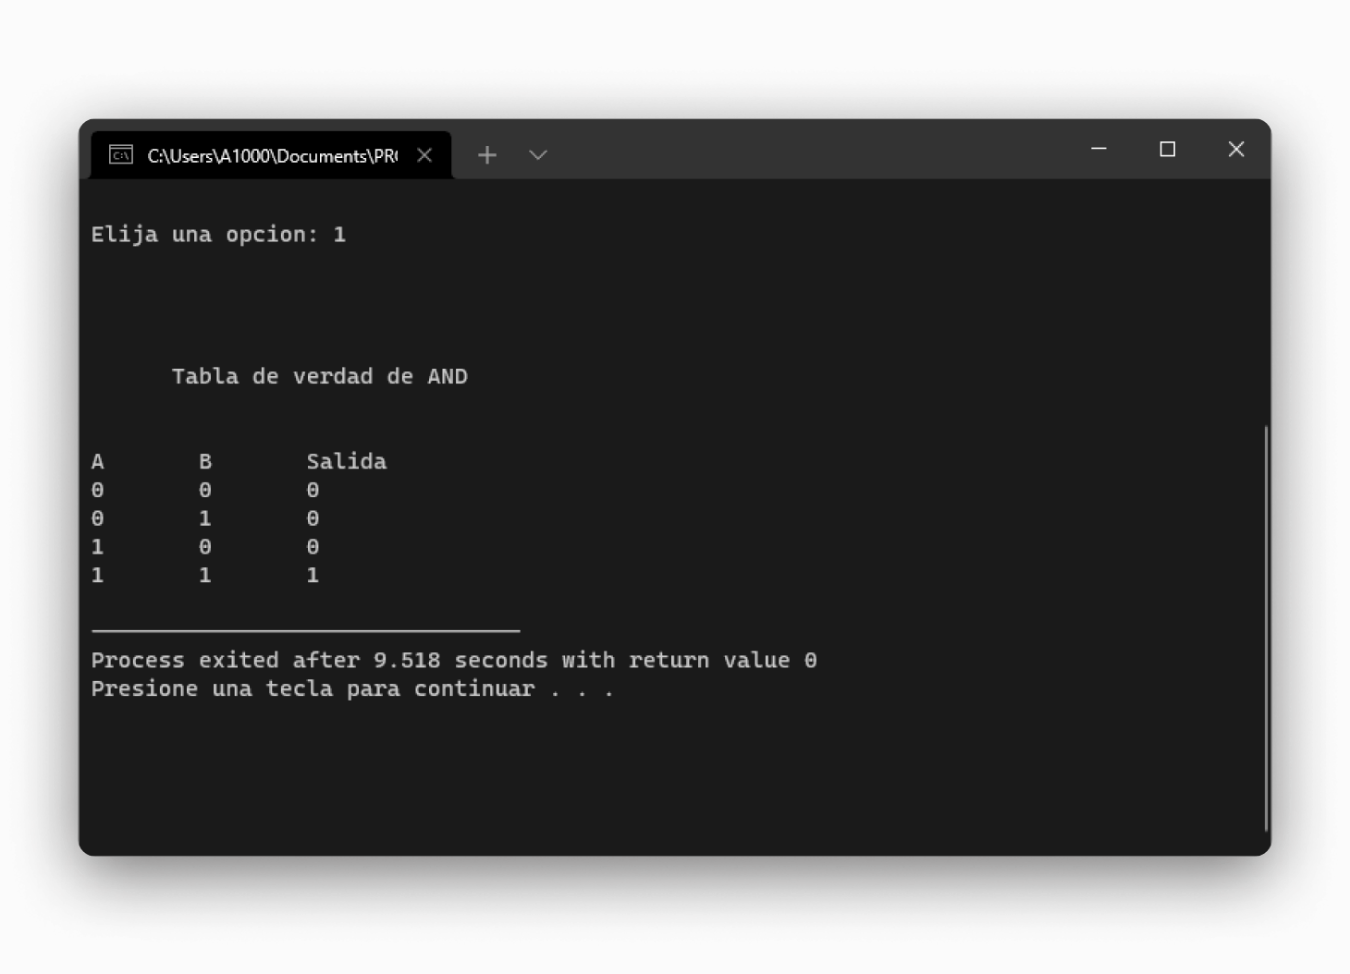 C:\Users\A1000\Documents\PR
Elija una opcion: 1
Tabla de verdad de AND
A B Salida
0 0 0
0 1 0
1 0 0
1 1 1
Process exited after 9.518 seconds with return value 0
Presione una tecla para continuar . . .